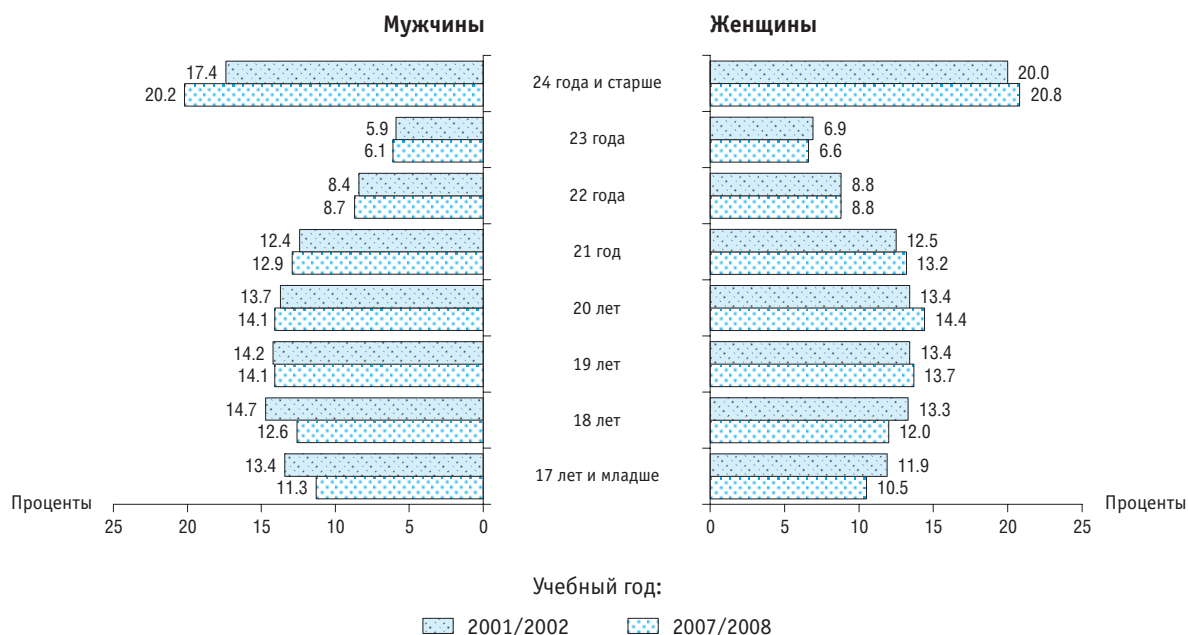 Мужчины Женщины
17.4 24 года и старше 20.0
20.2 20.8
5.9 23 года 6.9
6.1 6.6
8.4 22 года 8.8
8.7 8.8
12.4 21 год 12.5
12.9 13.2
13.7 20 лет 13.4
14.1 14.4
14.2 19 лет 13.4
14.1 13.7
14.7 18 лет 13.3
12.6 12.0
13.4 17 лет и младше 11.9
11.3 10.5
Проценты Проценты
25 20 15 10 5 0 0 5 10 15 20 25
Учебный год:
2001/2002 2007/2008